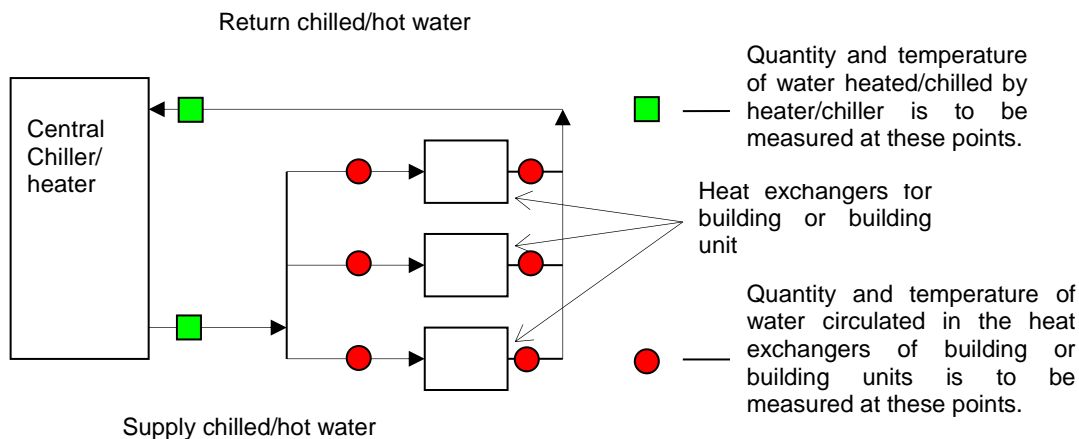 Return chilled/hot water
Central
Chiller/
heater
Supply chilled/hot water
Quantity and temperature
of water heated/chilled by
heater/chiller is to be
measured at these points.
Heat exchangers for
building or building
unit
Quantity and temperature of
water circulated in the heat
exchangers of building or
building units is to be
measured at these points.